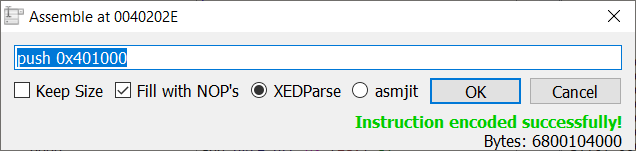 Assemble at 0040202E
push 0x401000
Keep Size
Fill with NOP's
XEDParse
asmjit
OK
Cancel
Instruction encoded successfully!
Bytes: 6800104000